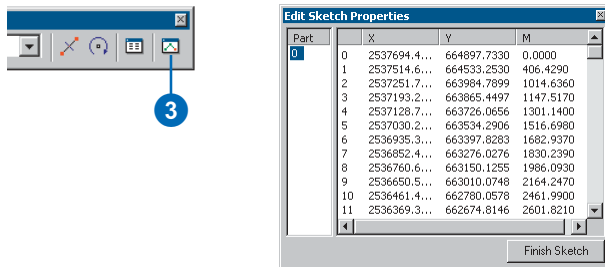 Edit Sketch Properties
Part X Y M
0 0 2537694.4... 664897.7330 0.0000
1 2537514.6... 664533.2530 406.4290
2 2537251.7... 663984.7899 1014.6360
3 2537193.2... 663865.4497 1147.5170
4 2537128.7... 663726.0656 1301.1400
5 2537030.2... 663534.2906 1516.6980
6 2536935.3... 663397.8283 1682.9370
7 2536852.4... 663276.0276 1830.2390
8 2536760.6... 663150.1255 1986.0930
9 2536650.5... 663010.0748 2164.2470
10 2536461.4... 662780.0578 2461.9900
11 2536369.3... 662674.8146 2601.8210
3
Finish Sketch